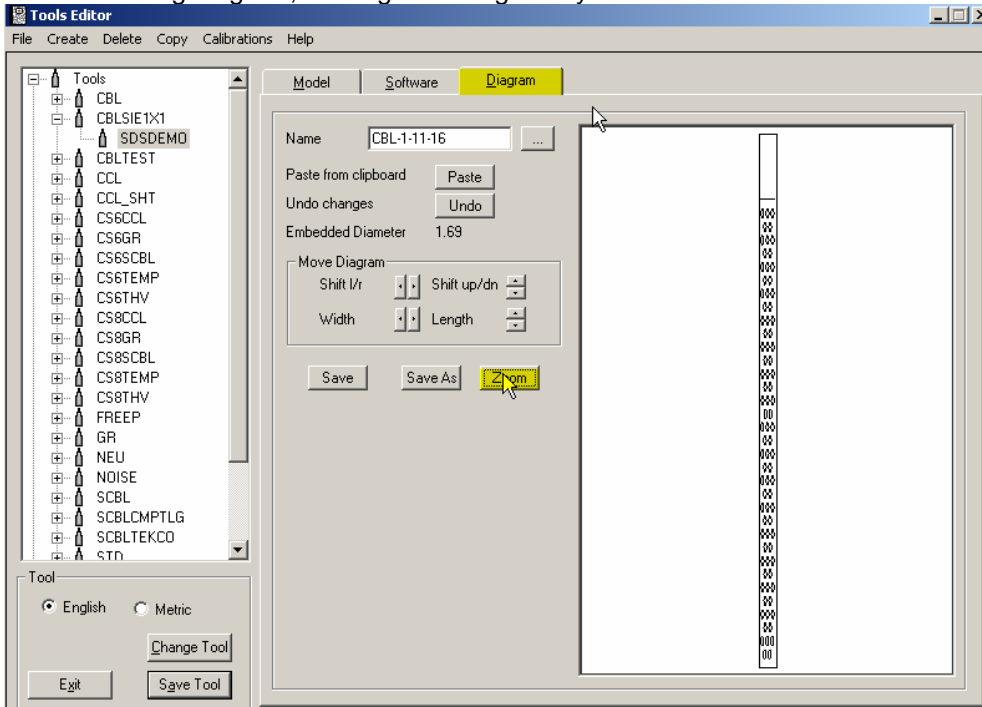 Tools Editor
File Create Delete Copy Calibrations Help
Tools
CBL
CBLSIE1X1
SDSDEMO
CBLTEST
CCL
CCL_SHT
CS6CCL
CS6GR
CS6SCBL
CS6TEMP
CS6THV
CS8CCL
CS8GR
CS8SCBL
CS8TEMP
CS8THV
FREEP
GR
NEU
NOISE
SCBL
SCBLCMPTLG
SCBLTEKCO
STD
Tool
English Metric
Change Tool
Exit Save Tool
Model Software Diagram
Name CBL-1-11-16 ...
Paste from clipboard Paste
Undo changes Undo
Embedded Diameter 1.69
Move Diagram
Shift l/r Shift up/dn
Width Length
Save Save As Zoom